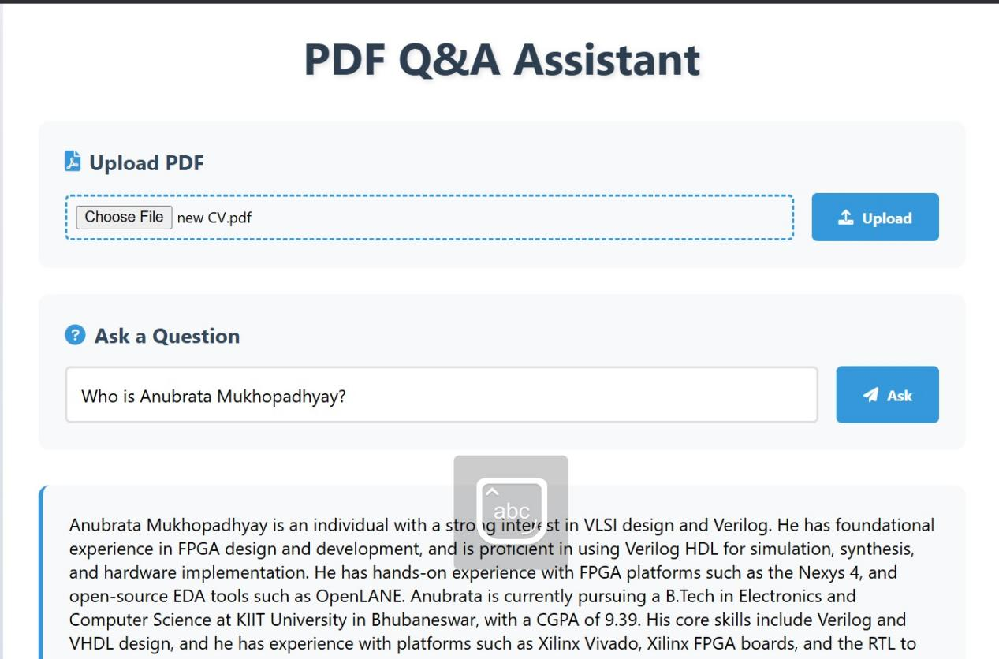 PDF Q&A Assistant
Upload PDF
Choose File new CV.pdf
Upload
? Ask a Question
Who is Anubrata Mukhopadhyay?
Ask
abc
Anubrata Mukhopadhyay is an individual with a strong interest in VLSI design and Verilog. He has foundational
experience in FPGA design and development, and is proficient in using Verilog HDL for simulation, synthesis,
and hardware implementation. He has hands-on experience with FPGA platforms such as the Nexys 4, and
open-source EDA tools such as OpenLANE. Anubrata is currently pursuing a B.Tech in Electronics and
Computer Science at KIIT University in Bhubaneswar, with a CGPA of 9.39. His core skills include Verilog and
VHDL design, and he has experience with platforms such as Xilinx Vivado, Xilinx FPGA boards, and the RTL to